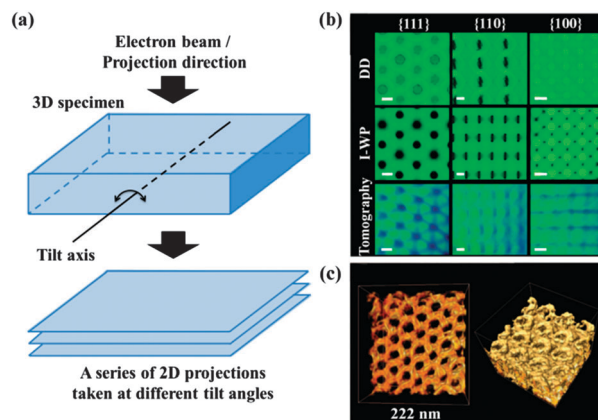 (a)
Electron beam /
Projection direction
3D specimen
Tilt axis
A series of 2D projections
taken at different tilt angles
(b)
{111} {110} {100}
DD
I-WP
Tomography
(c)
222 nm